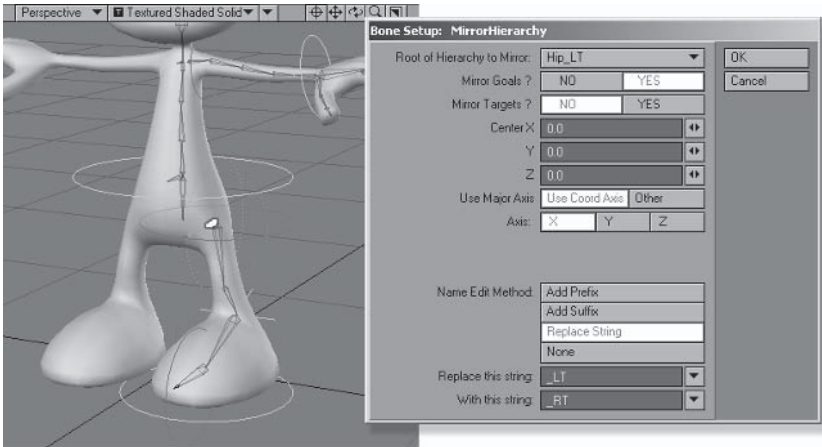 Perspective T Textured Shaded Solid
Bone Setup: MirrorHierarchy
Root of Hierarchy to Mirror: Hip_LT OK
Mirror Goals ? NO YES Cancel
Mirror Targets ? NO YES
Center X 0.0
Y 0.0
Z 0.0
Use Major Axis Use Coord Axis Other
Axis: X Y Z
Name Edit Method: Add Prefix
Add Suffix
Replace String
None
Replace this string: _LT
With this string: _RT